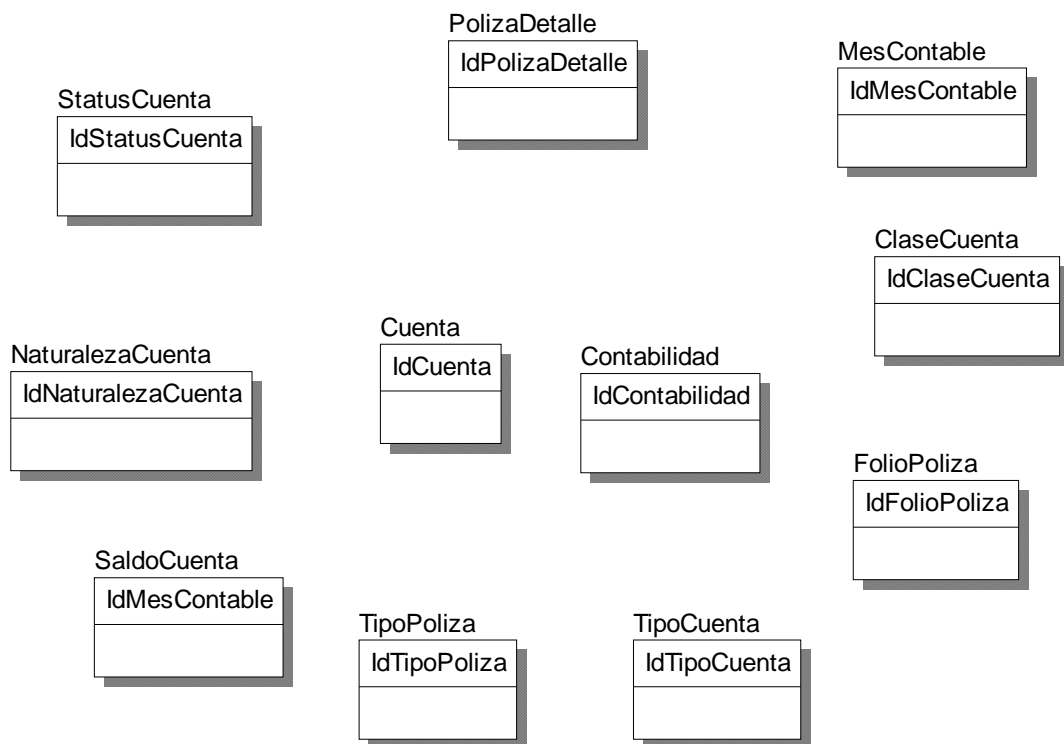 PolizaDetalle
IdPolizaDetalle
MesContable
IdMesContable
StatusCuenta
IdStatusCuenta
ClaseCuenta
IdClaseCuenta
Cuenta
IdCuenta
NaturalezaCuenta
IdNaturalezaCuenta
Contabilidad
IdContabilidad
FolioPoliza
IdFolioPoliza
SaldoCuenta
IdMesContable
TipoPoliza
IdTipoPoliza
TipoCuenta
IdTipoCuenta